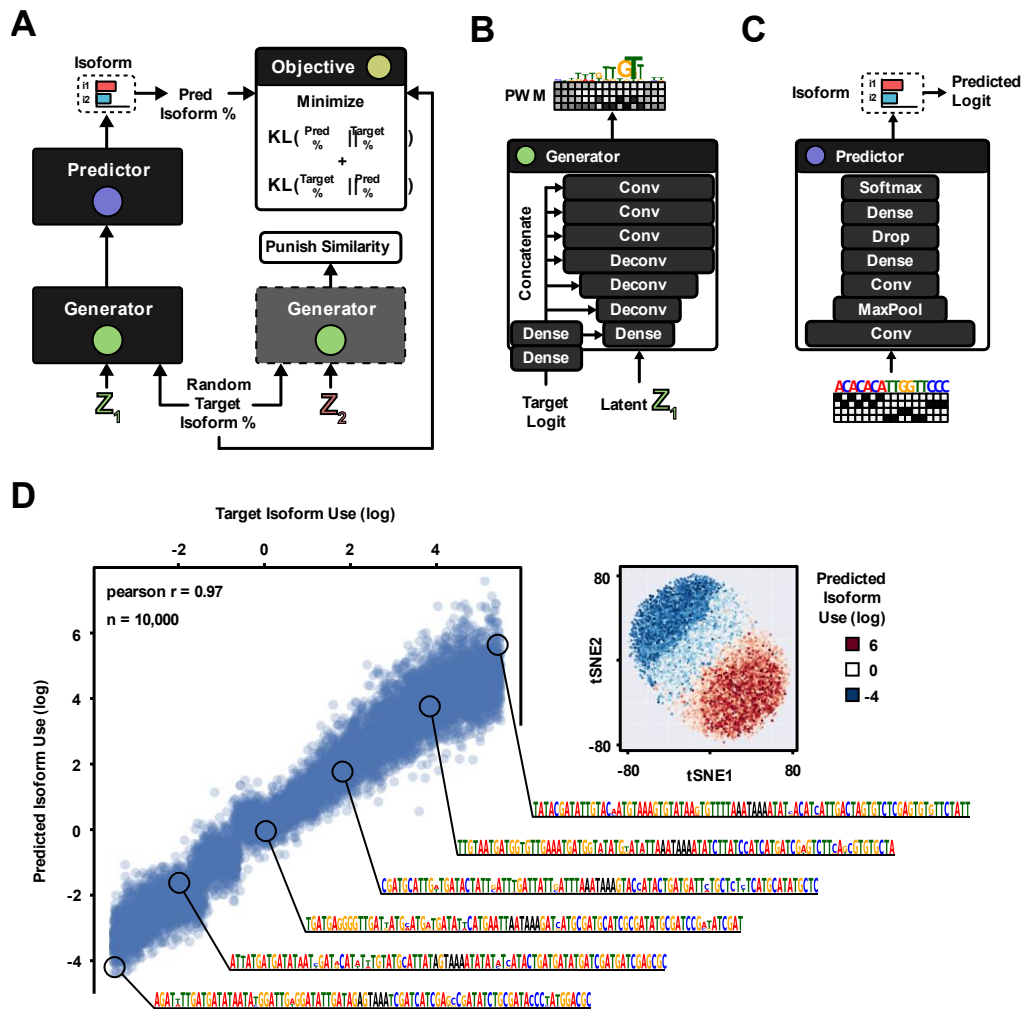 A
Isoform
i1
i2
Pred
Isoform %
Objective
Minimize
KL( Pred % || Target % )
+
KL( Target % || Pred % )
Predictor
Punish Similarity
Generator
Generator
Random
Target
Isoform %
Z1
Z2
B
PWM
Generator
Concatenate
Conv
Conv
Conv
Deconv
Deconv
Deconv
Dense
Dense
Dense
Target
Logit
Latent Z1
C
Isoform
i1
i2
Predicted
Logit
Predictor
Softmax
Dense
Drop
Dense
Conv
MaxPool
Conv
ACACACATTGGTTCCC
D
Target Isoform Use (log)
-2 0 2 4
pearson r = 0.97
n = 10,000
Predicted Isoform Use (log)
6
4
2
0
-2
-4
80
-80
tSNE2
-80 80
tSNE1
Predicted
Isoform
Use (log)
6
0
-4